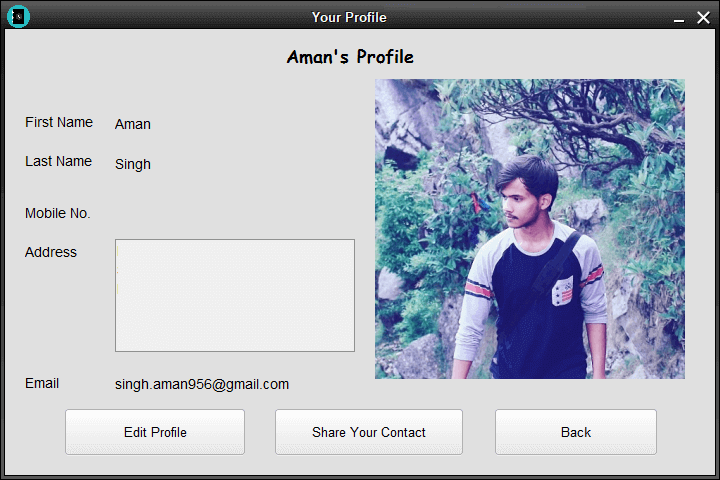 Your Profile
Aman's Profile
First Name Aman
Last Name Singh
Mobile No.
Address
Email singh.aman956@gmail.com
Edit Profile Share Your Contact Back